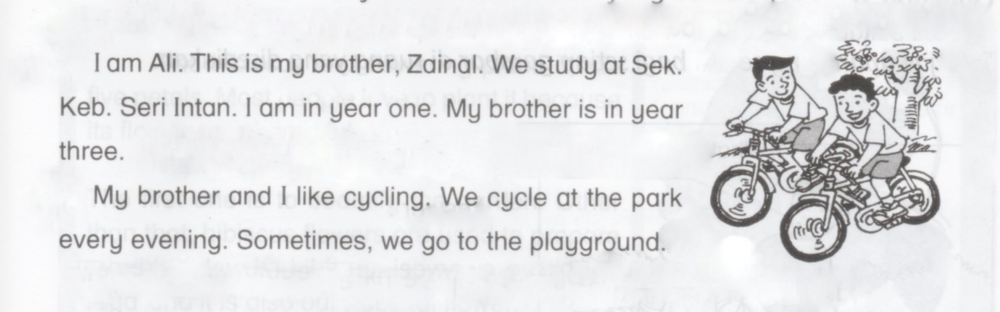 I am Ali. This is my brother, Zainal. We study at Sek.
Keb. Seri Intan. I am in year one. My brother is in year
three.
My brother and I like cycling. We cycle at the park
every evening. Sometimes, we go to the playground.